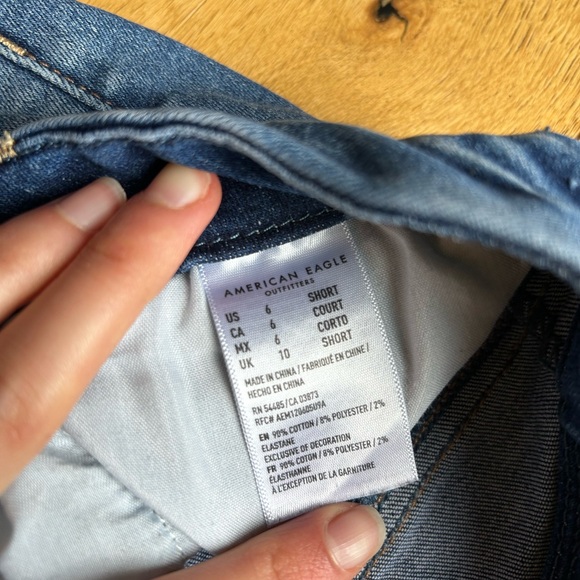 AMERICAN EAGLE
OUTFITTERS
US 6 SHORT
CA 6 COURT
MX 6 CORTO
UK 10 SHORT
MADE IN CHINA / FABRIQUÉ EN CHINE /
HECHO EN CHINA
RN 54485 / CA 03873
RFC# AEM1206050G9A
EN 90% COTTON / 8% POLYESTER / 2%
ELASTANE
EXCLUSIVE OF DECORATION
FR 90% COTON / 8% POLYESTER / 2%
ÉLASTHANNE
À L'EXCEPTION DE LA GARNITURE